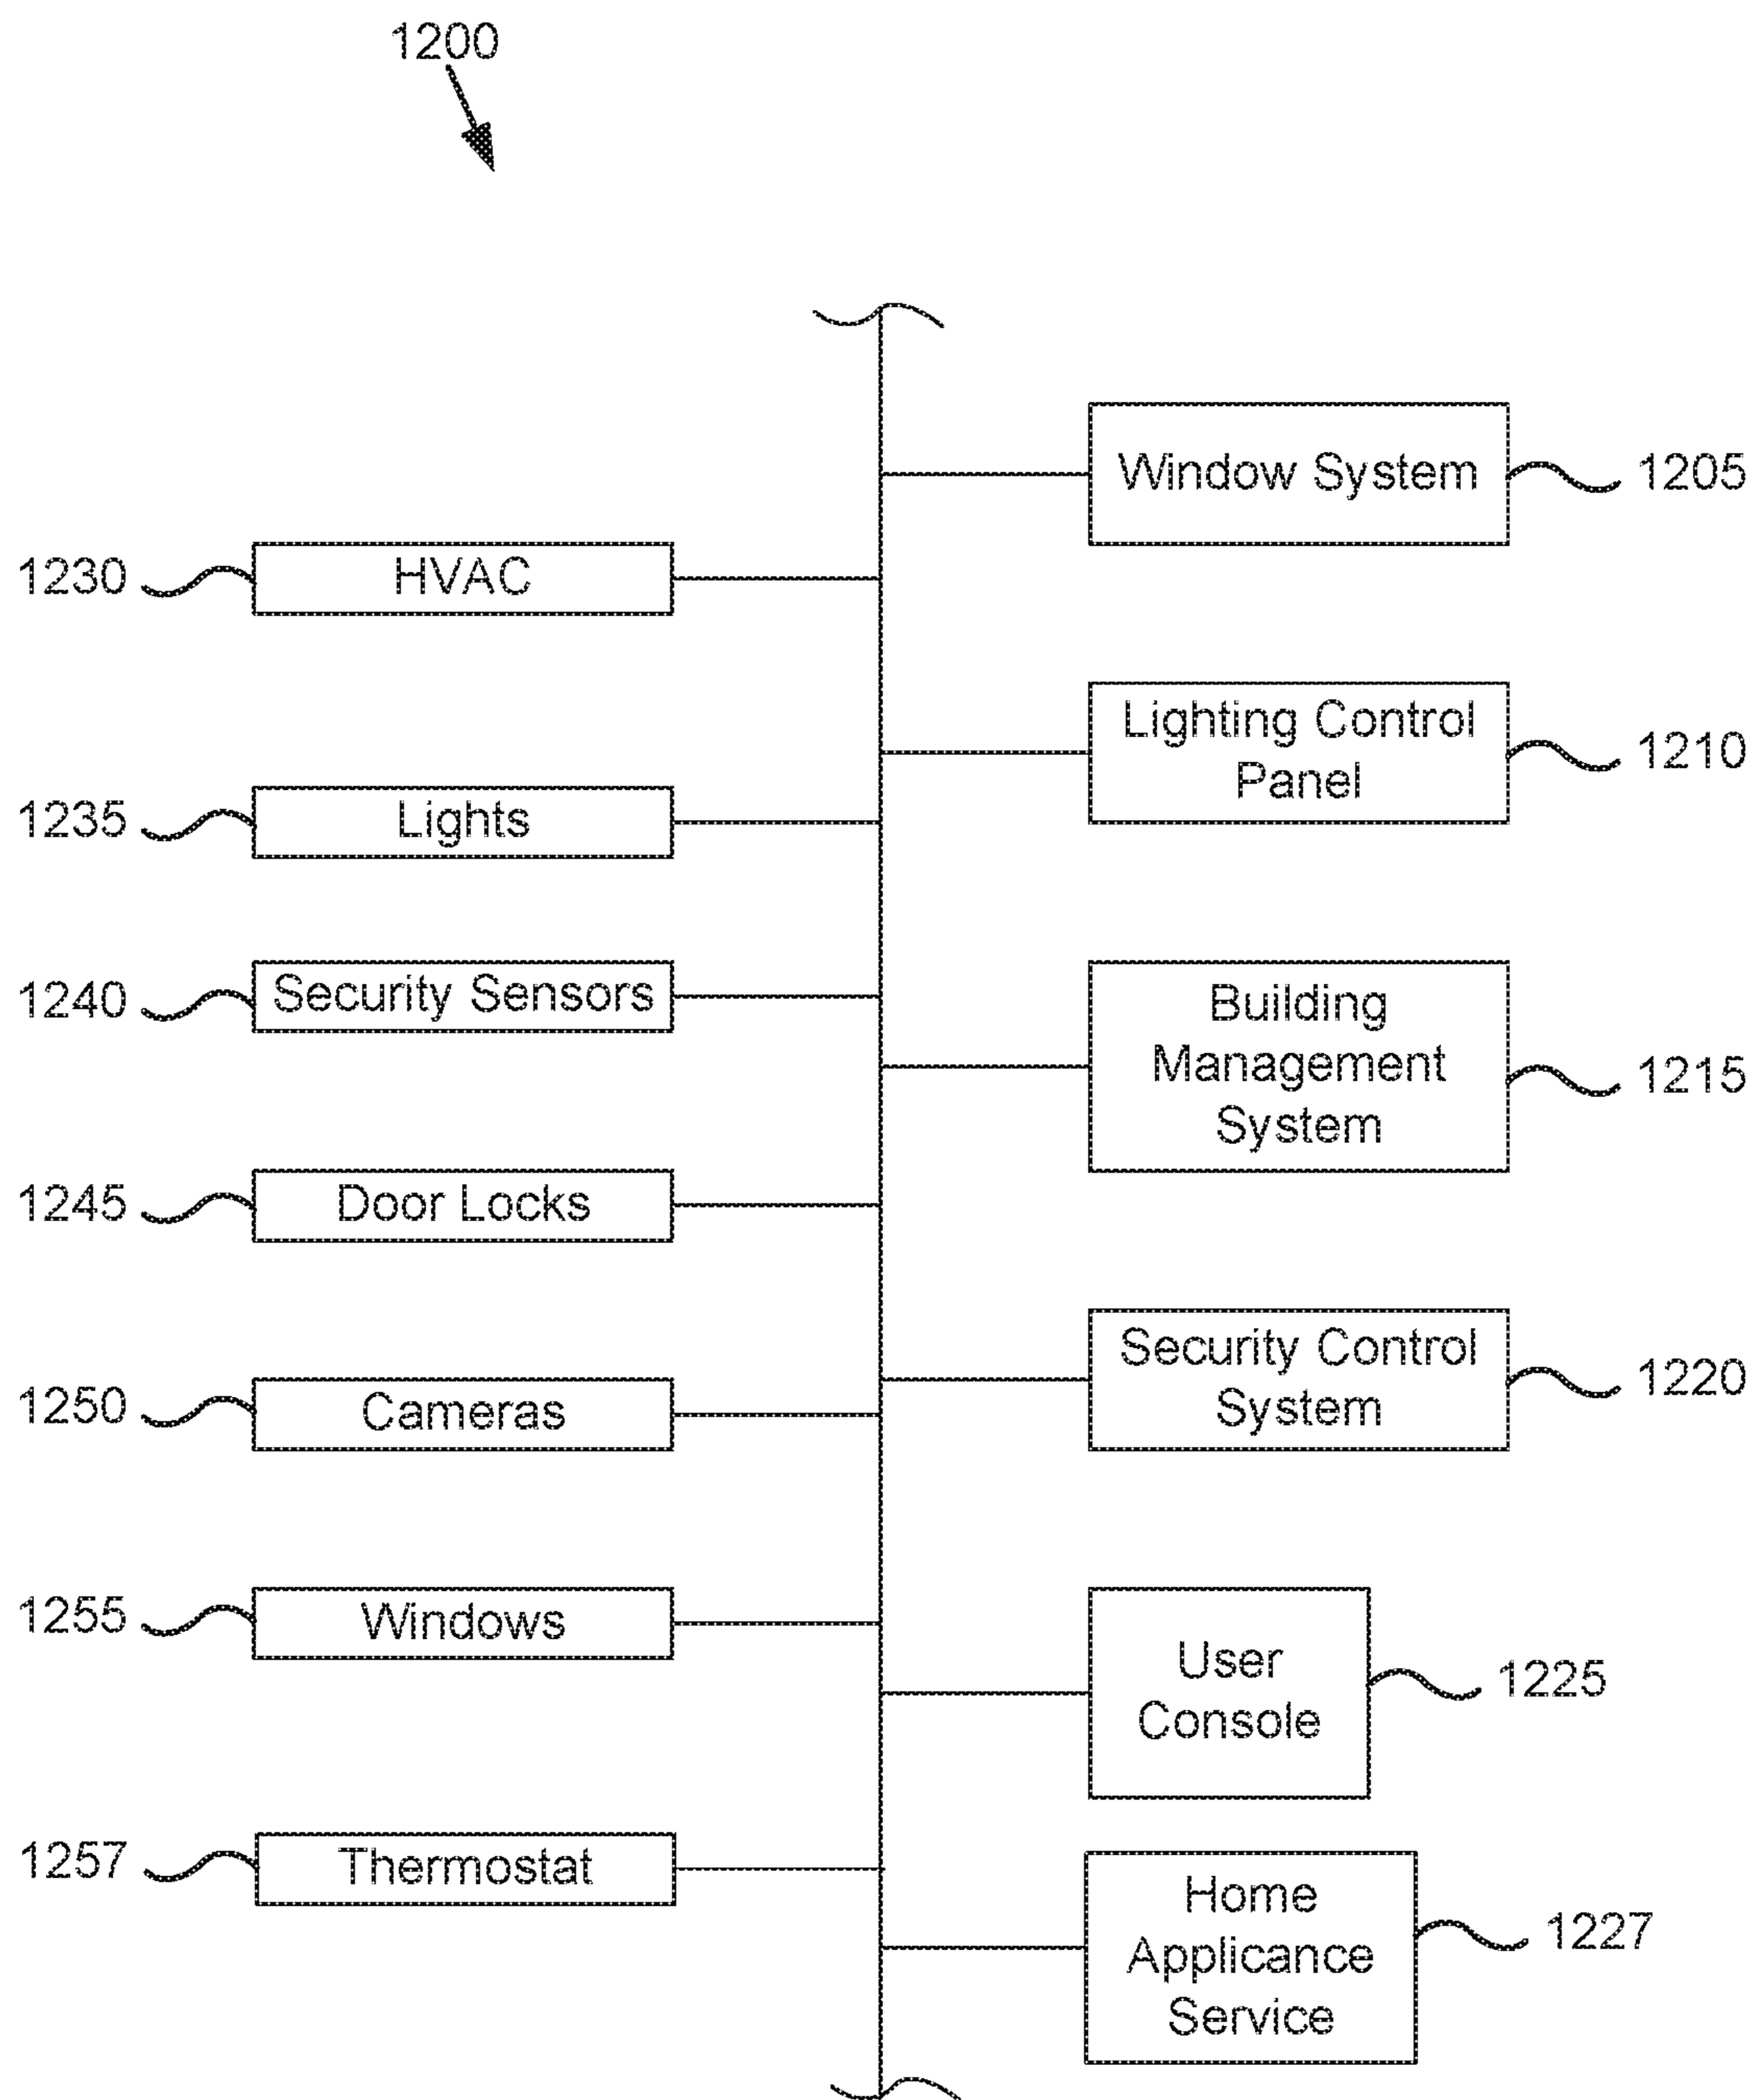 1200
Window System
1205
1230
HVAC
Lighting Control
Panel
1210
1235
Lights
1240
Security Sensors
Building
Management
System
1215
1245
Door Locks
Security Control
System
1220
1250
Cameras
1255
Windows
User
Console
1225
1257
Thermostat
Home
Applicance
Service
1227